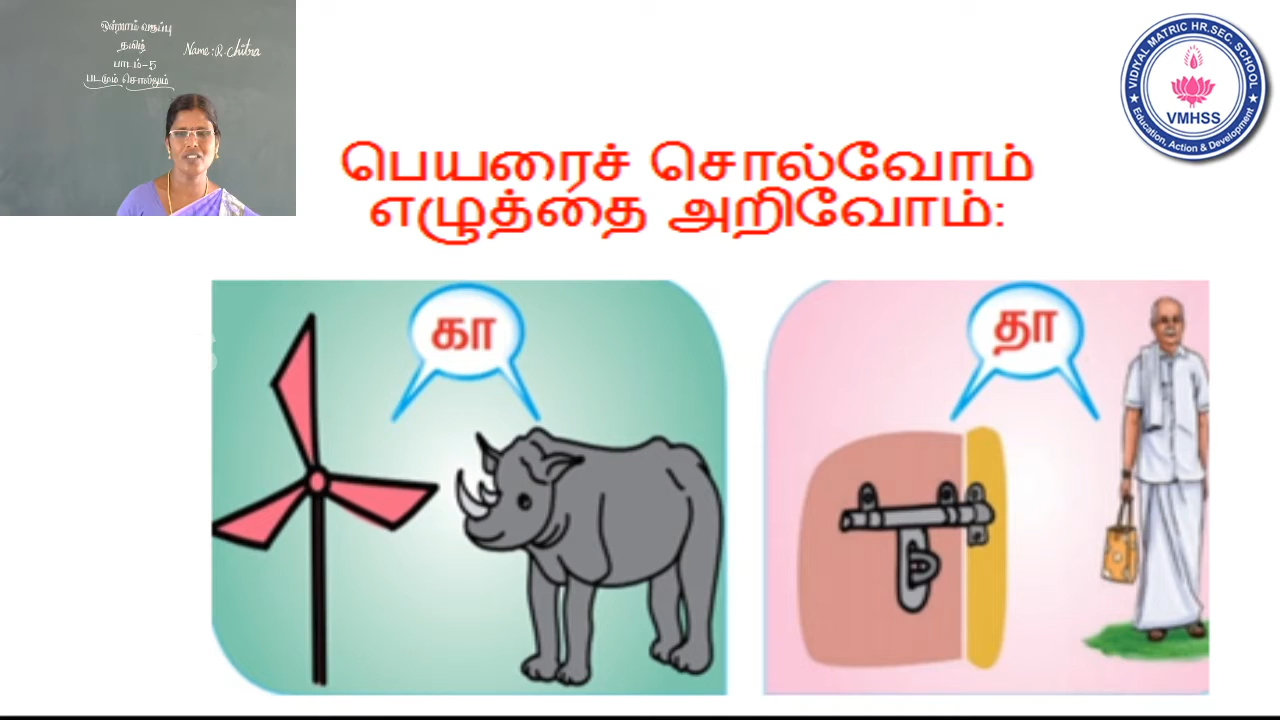 ஒன்றாம் வகுப்பு
தமிழ்
பாடம்-5
படமும் சொல்லும்
Name: R. Chitra
VIDIYAL MATRIC HR.SEC. SCHOOL
VMHSS
Education, Action & Development
பெயரைச் சொல்வோம்
எழுத்தை அறிவோம்:
கா
தா